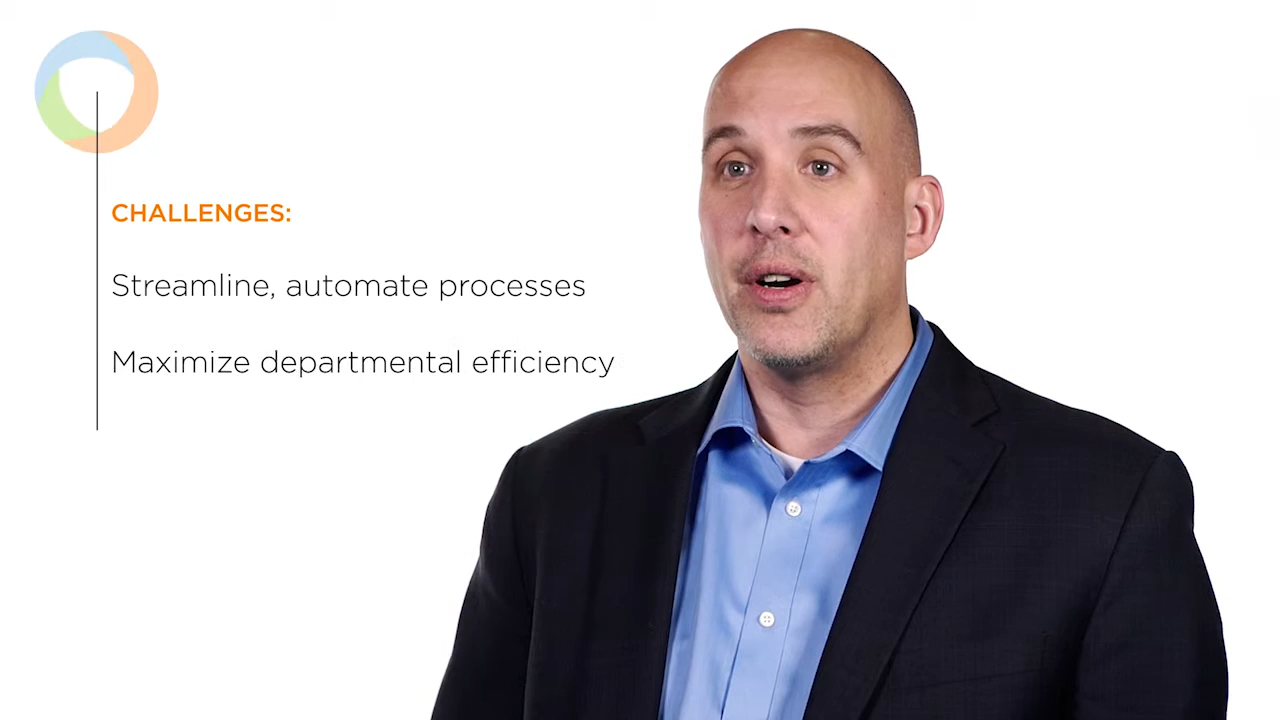 CHALLENGES:
Streamline, automate processes
Maximize departmental efficiency